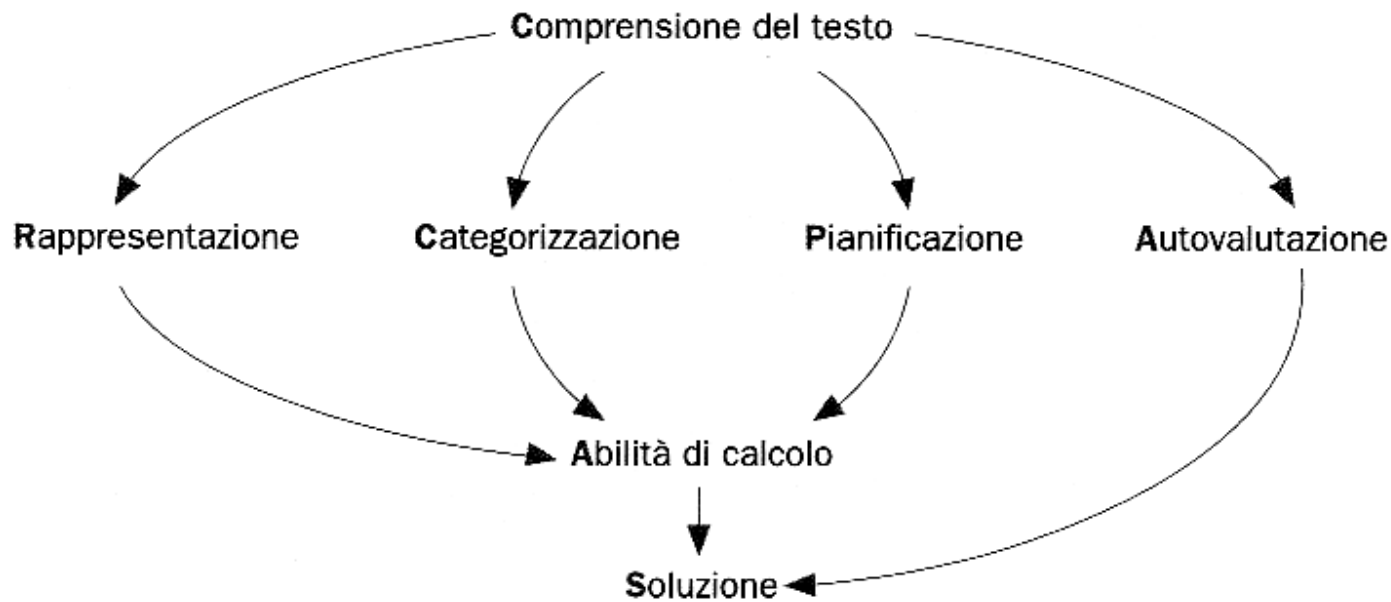 Comprensione del testo
Rappresentazione
Categorizzazione
Pianificazione
Autovalutazione
Abilità di calcolo
Soluzione